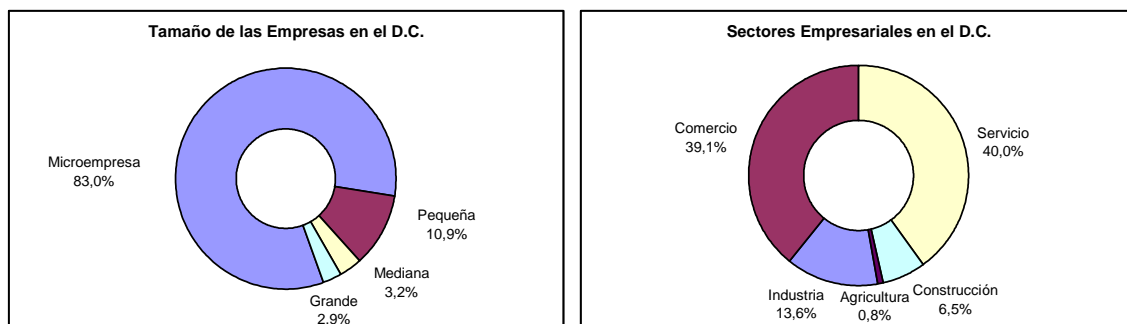 Tamaño de las Empresas en el D.C.
Microempresa
83,0%
Pequeña
10,9%
Mediana
3,2%
Grande
2,9%
Sectores Empresariales en el D.C.
Comercio
39,1%
Servicio
40,0%
Construcción
6,5%
Agricultura
0,8%
Industria
13,6%